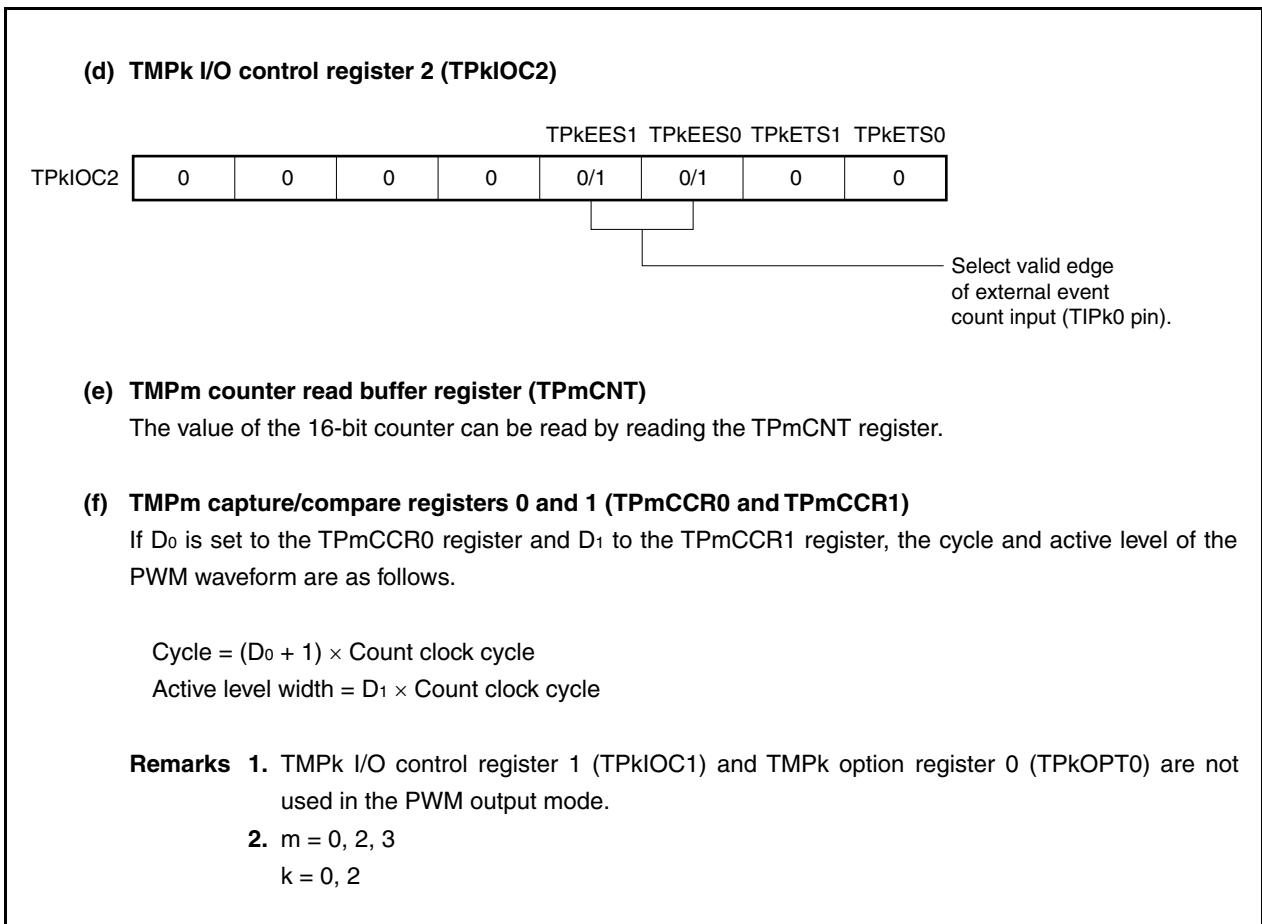 (d) TMPk I/O control register 2 (TPkIOC2)
TPkEES1 TPkEES0 TPkETS1 TPkETS0
TPkIOC2 0 0 0 0 0/1 0/1 0 0
Select valid edge
of external event
count input (TIPk0 pin).
(e) TMPm counter read buffer register (TPmCNT)
The value of the 16-bit counter can be read by reading the TPmCNT register.
(f) TMPm capture/compare registers 0 and 1 (TPmCCR0 and TPmCCR1)
If D0 is set to the TPmCCR0 register and D1 to the TPmCCR1 register, the cycle and active level of the
PWM waveform are as follows.
Cycle = (D0 + 1) × Count clock cycle
Active level width = D1 × Count clock cycle
Remarks 1. TMPk I/O control register 1 (TPkIOC1) and TMPk option register 0 (TPkOPT0) are not
used in the PWM output mode.
2. m = 0, 2, 3
k = 0, 2